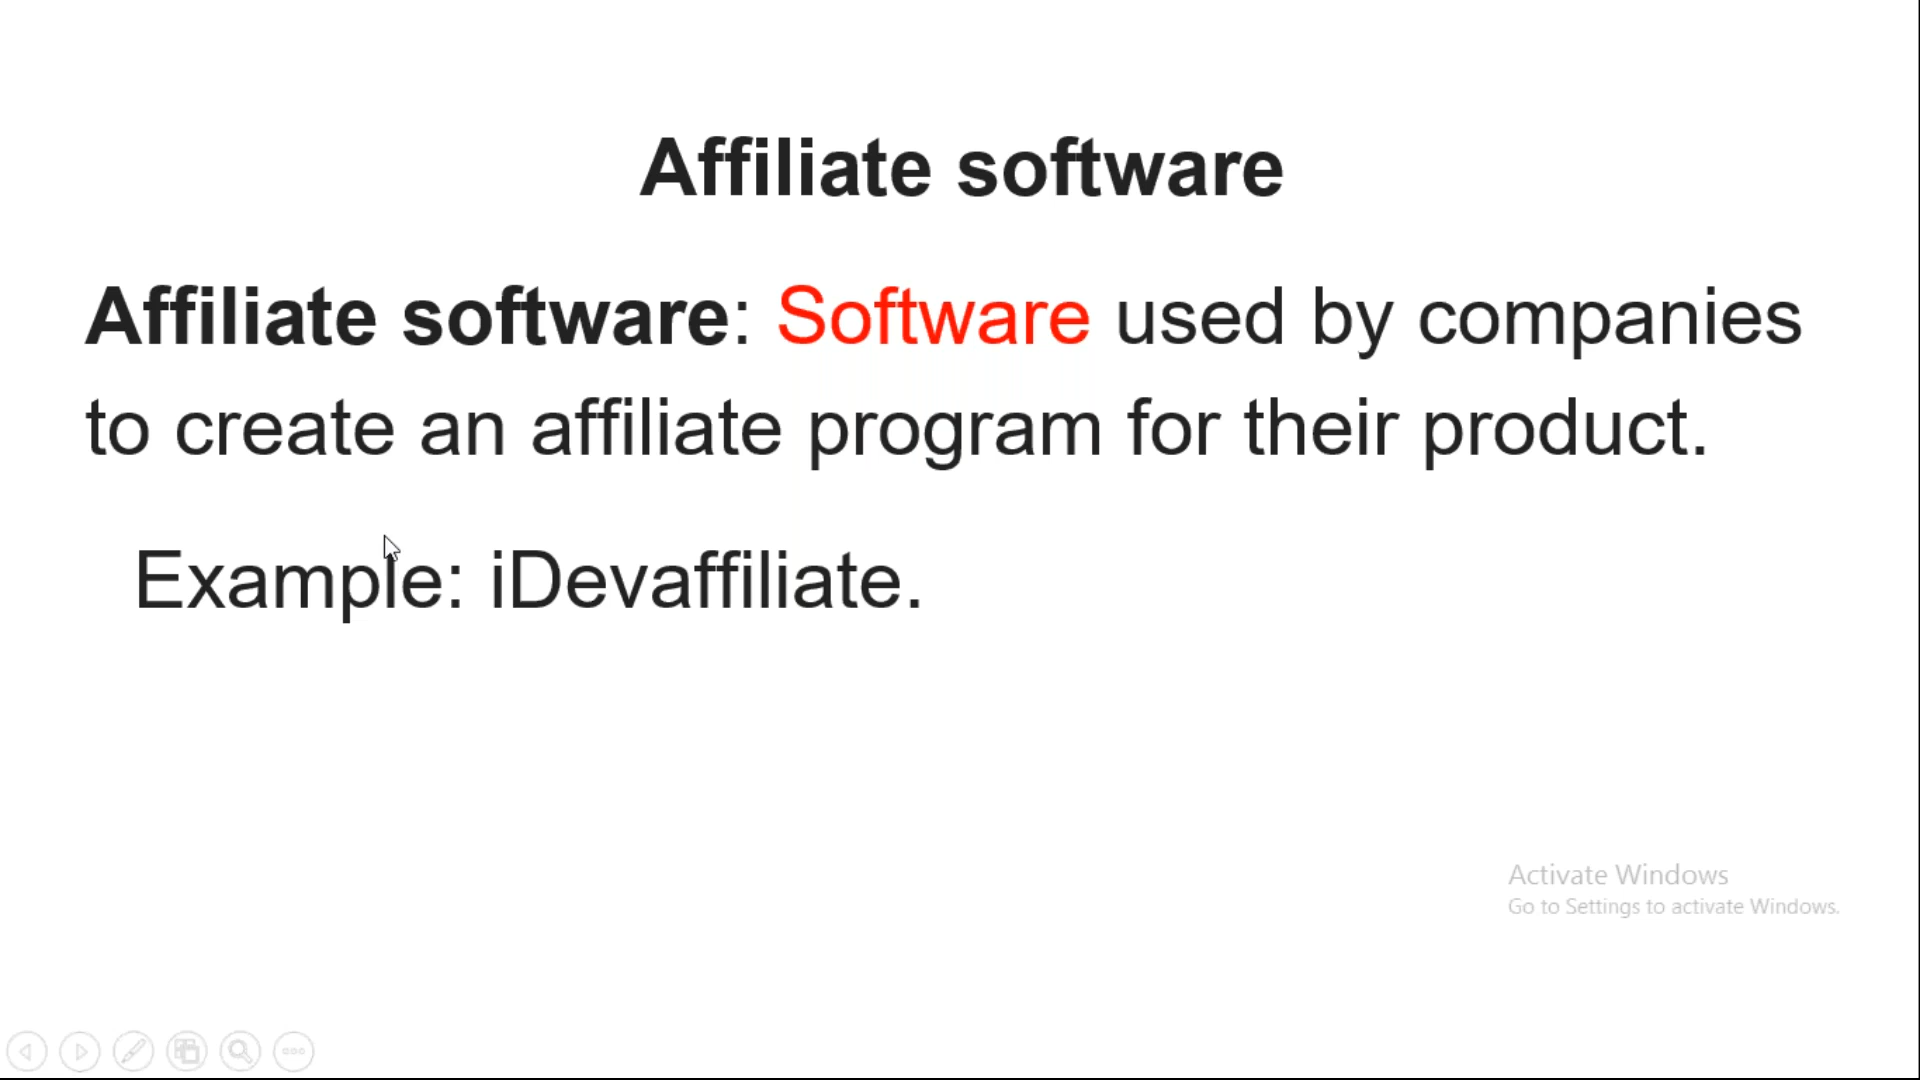 Affiliate software
Affiliate software: Software used by companies
to create an affiliate program for their product.
Example: iDevaffiliate.
Activate Windows
Go to Settings to activate Windows.